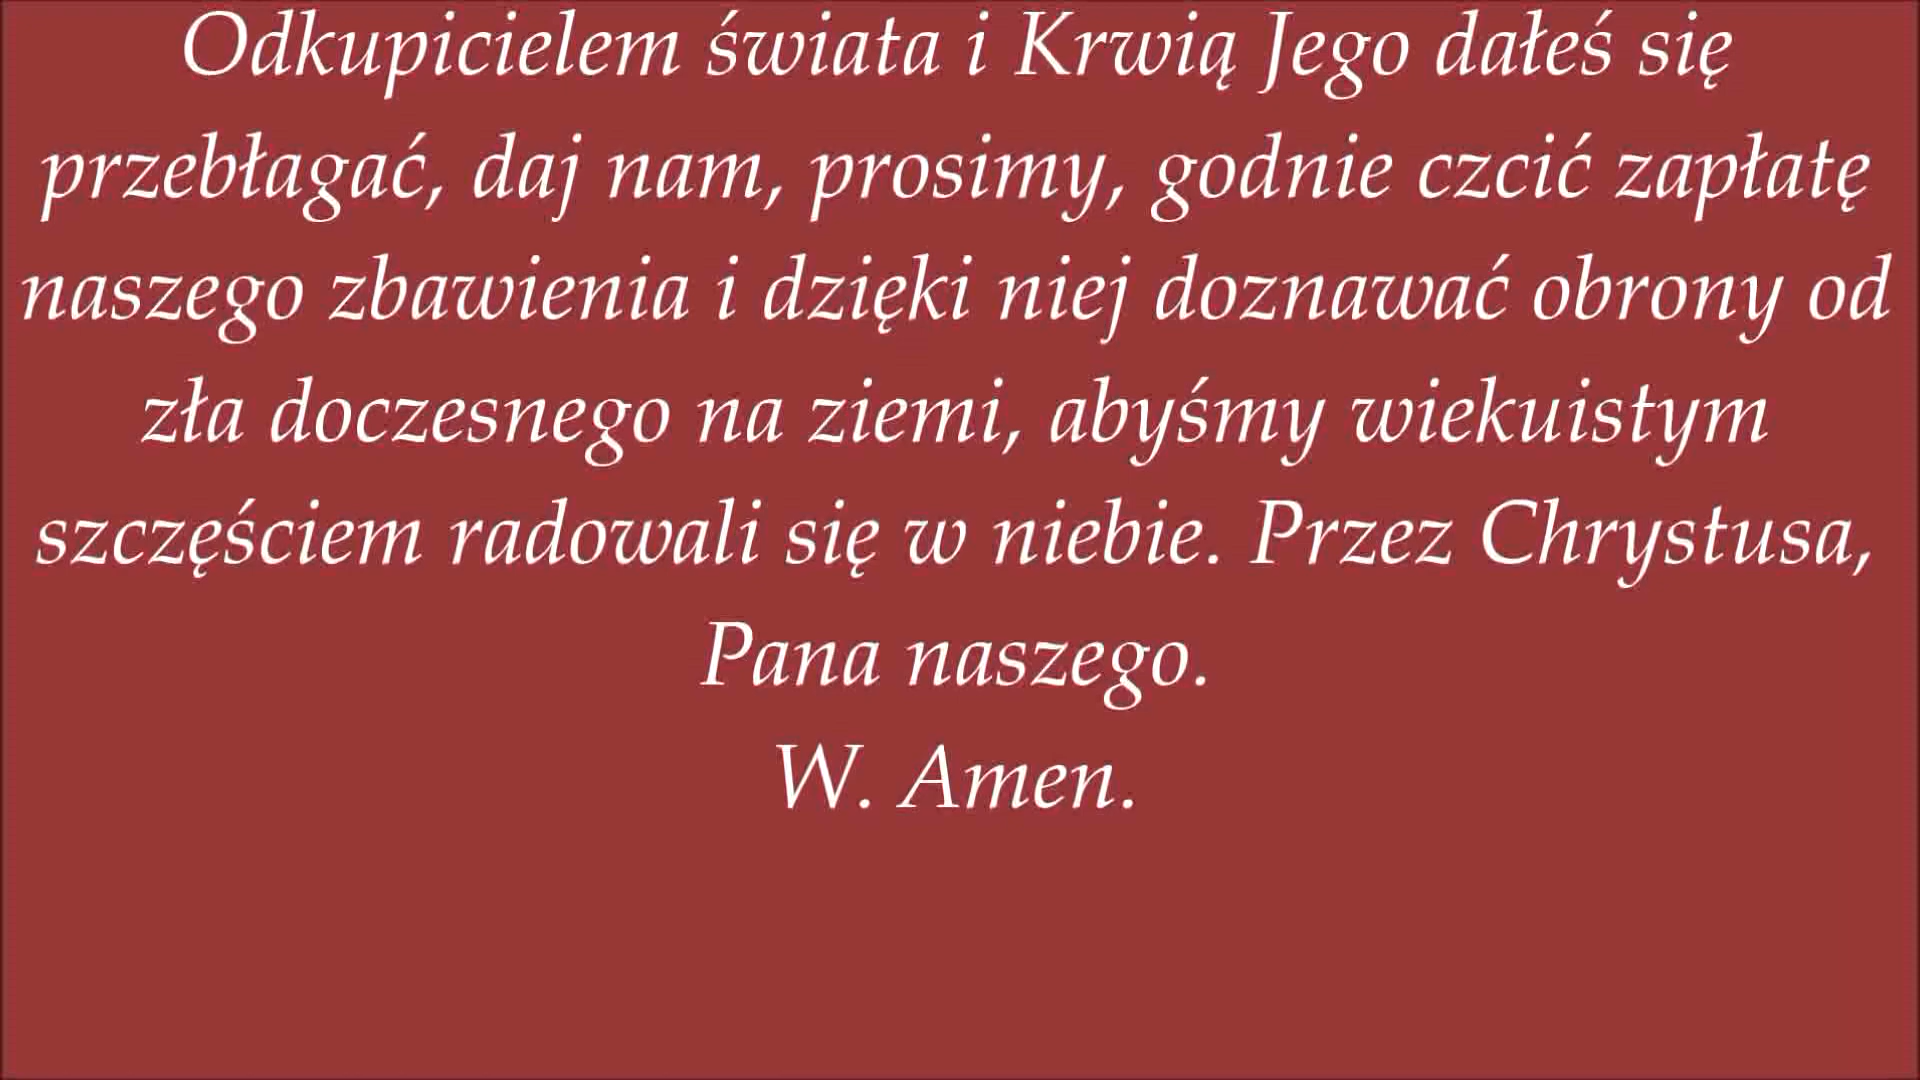 Odkupicielem świata i Krwią Jego dałeś się
przebłagać, daj nam, prosimy, godnie czcić zapłatę
naszego zbawienia i dzięki niej doznawać obrony od
zła doczesnego na ziemi, abyśmy wiekuistym
szczęściem radowali się w niebie. Przez Chrystusa,
Pana naszego.
W. Amen.